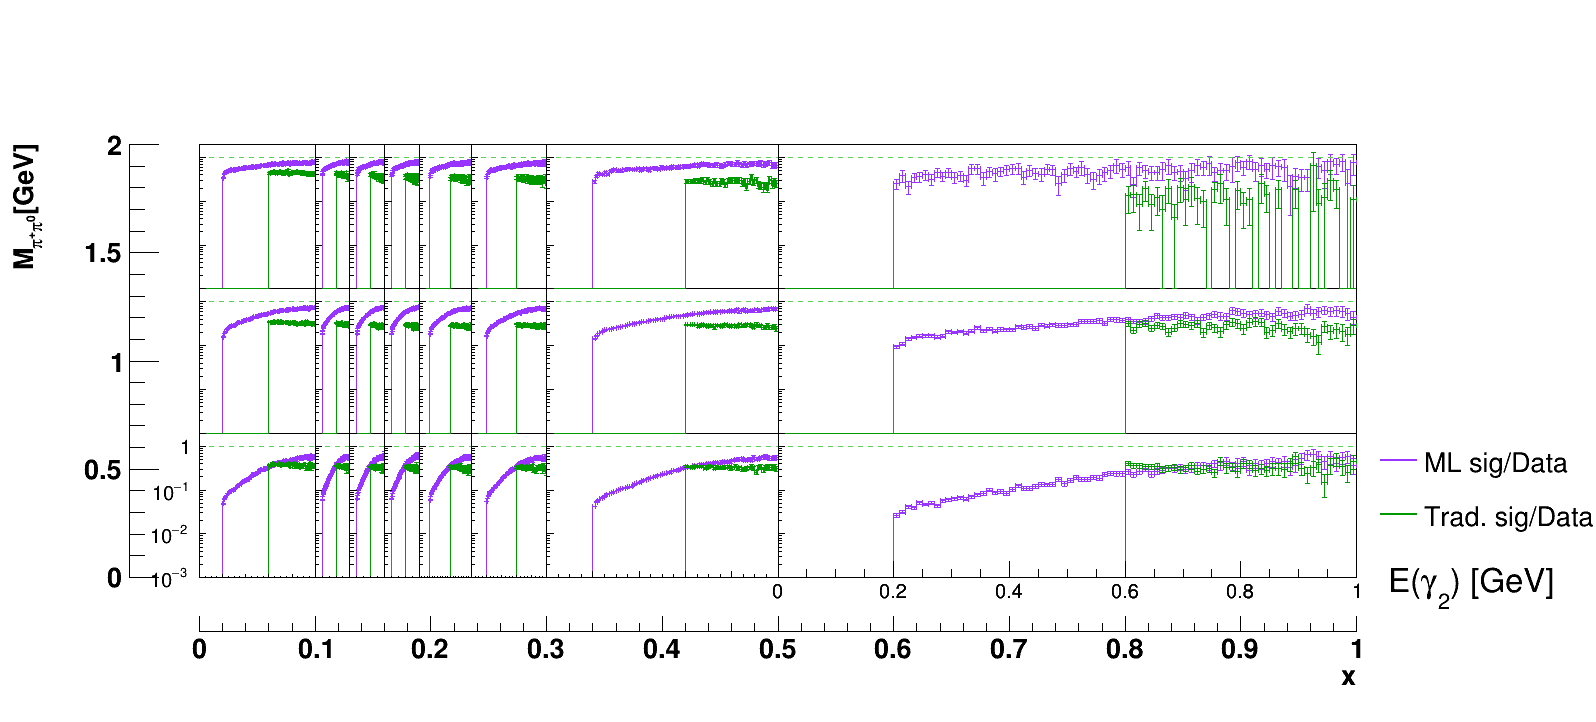 M_{π⁺π⁰}[GeV]
2
1.5
1
0.5
0
1
10⁻¹
10⁻²
10⁻³
ML sig/Data
Trad. sig/Data
0 0.2 0.4 0.6 0.8 1
E(γ₂) [GeV]
0 0.1 0.2 0.3 0.4 0.5 0.6 0.7 0.8 0.9 1
x